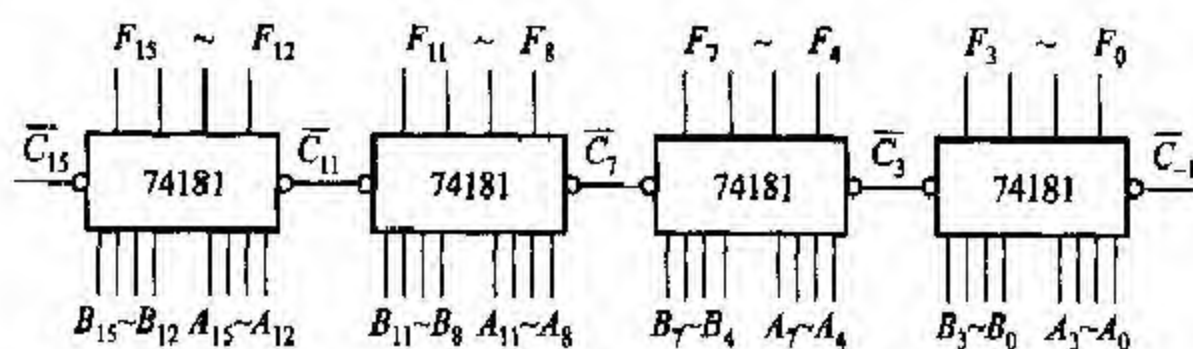 F₁₅ ~ F₁₂ F₁₁ ~ F₈ F₇ ~ F₄ F₃ ~ F₀
C̅₁₅ 74181 C̅₁₁ 74181 C̅₇ 74181 C̅₃ 74181 C̅₋₁
B₁₅~B₁₂ A₁₅~A₁₂ B₁₁~B₈ A₁₁~A₈ B₇~B₄ A₇~A₄ B₃~B₀ A₃~A₀